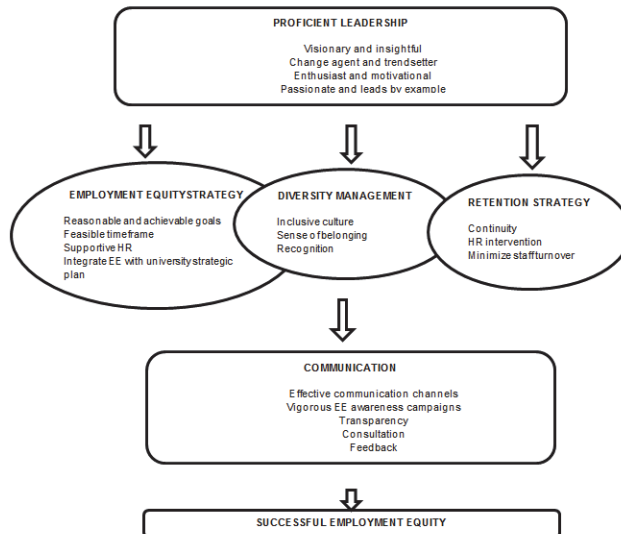 PROFICIENT LEADERSHIP
Visionary and insightful
Change agent and trendsetter
Enthusiast and motivational
Passionate and leads by example
EMPLOYMENT EQUITYSTRATEGY
Reasonable and achievable goals
Feasible timeframe
Supportive HR
Integrate EE with university strategic
plan
DIVERSITY MANAGEMENT
Inclusive culture
Sense of belonging
Recognition
RETENTION STRATEGY
Continuity
HR intervention
Minimize staff turnover
COMMUNICATION
Effective communication channels
Vigorous EE awareness campaigns
Transparency
Consultation
Feedback
SUCCESSFUL EMPLOYMENT EQUITY